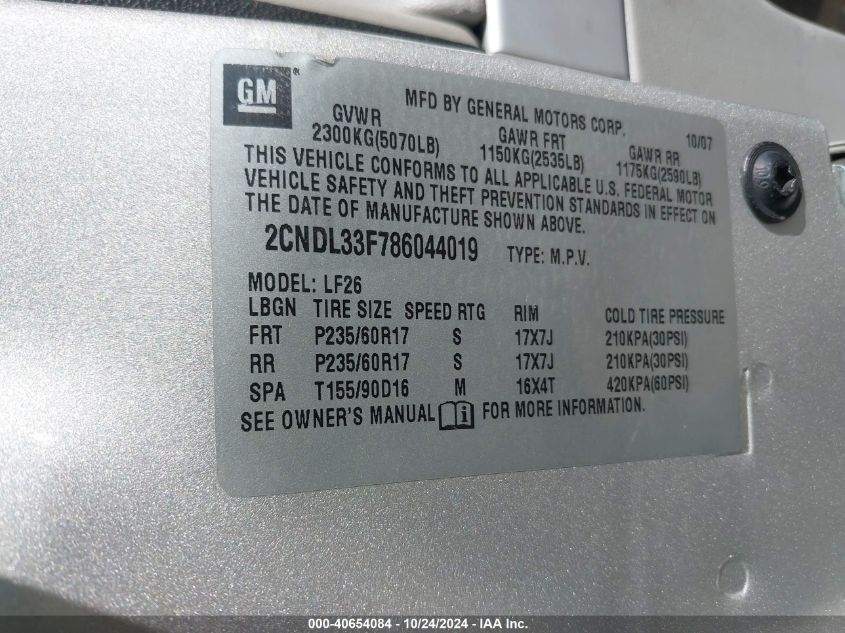 GM
MFD BY GENERAL MOTORS CORP. 10/07
GVWR GAWR FRT GAWR RR
2300KG(5070LB) 1150KG(2535LB) 1175KG(2590LB)
THIS VEHICLE CONFORMS TO ALL APPLICABLE U.S. FEDERAL MOTOR
VEHICLE SAFETY AND THEFT PREVENTION STANDARDS IN EFFECT ON
THE DATE OF MANUFACTURE SHOWN ABOVE.
2CNDL33F786044019 TYPE: M.P.V.
MODEL: LF26
LBGN TIRE SIZE SPEED RTG RIM COLD TIRE PRESSURE
FRT P235/60R17 S 17X7J 210KPA(30PSI)
RR P235/60R17 S 17X7J 210KPA(30PSI)
SPA T155/90D16 M 16X4T 420KPA(60PSI)
SEE OWNER'S MANUAL i FOR MORE INFORMATION.
000-40654084 - 10/24/2024 - IAA Inc.